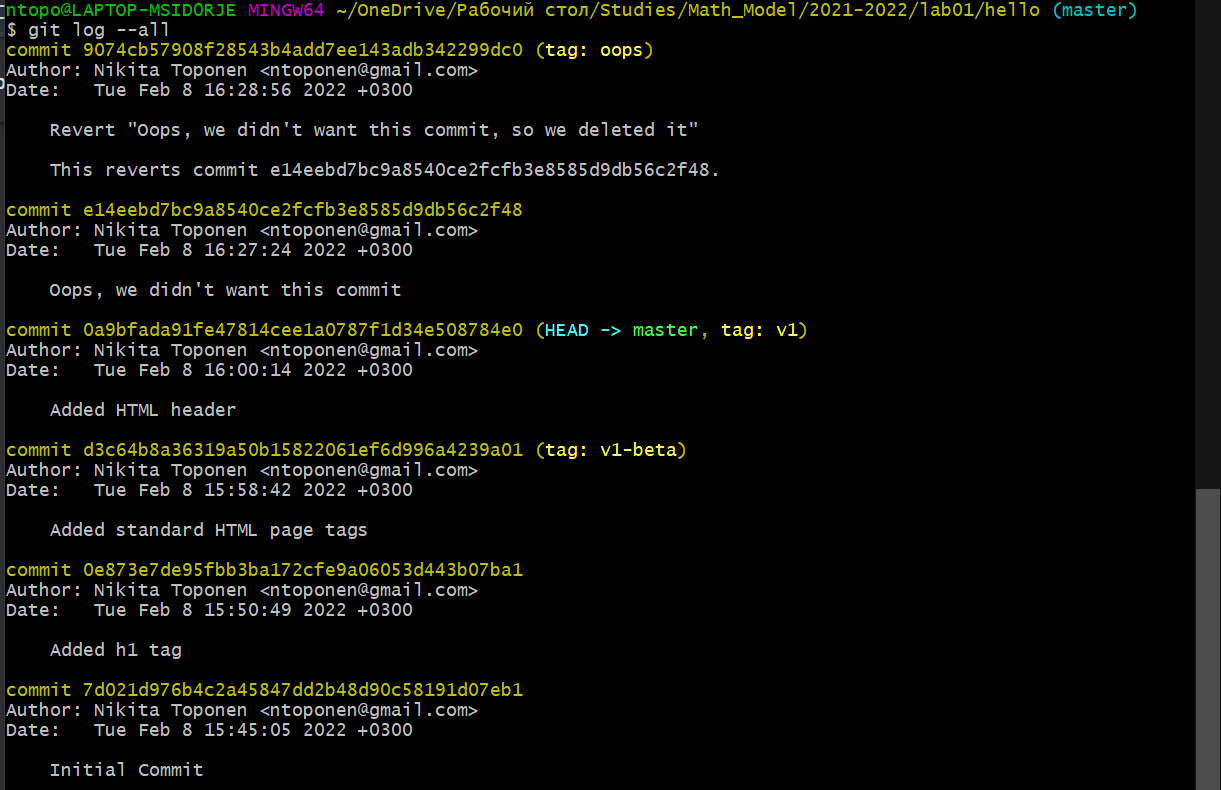 ntopo@LAPTOP-MSIDORJE MINGW64 ~/OneDrive/Рабочий стол/Studies/Math_Model/2021-2022/lab01/hello (master)
$ git log --all
commit 9074cb57908f28543b4add7ee143adb342299dc0 (tag: oops)
Author: Nikita Toponen <ntoponen@gmail.com>
Date:   Tue Feb 8 16:28:56 2022 +0300
    Revert "Oops, we didn't want this commit, so we deleted it"
    This reverts commit e14eebd7bc9a8540ce2fcfb3e8585d9db56c2f48.
commit e14eebd7bc9a8540ce2fcfb3e8585d9db56c2f48
Author: Nikita Toponen <ntoponen@gmail.com>
Date:   Tue Feb 8 16:27:24 2022 +0300
    Oops, we didn't want this commit
commit 0a9bfada91fe47814cee1a0787f1d34e508784e0 (HEAD -> master, tag: v1)
Author: Nikita Toponen <ntoponen@gmail.com>
Date:   Tue Feb 8 16:00:14 2022 +0300
    Added HTML header
commit d3c64b8a36319a50b15822061ef6d996a4239a01 (tag: v1-beta)
Author: Nikita Toponen <ntoponen@gmail.com>
Date:   Tue Feb 8 15:58:42 2022 +0300
    Added standard HTML page tags
commit 0e873e7de95fbb3ba172cfe9a06053d443b07ba1
Author: Nikita Toponen <ntoponen@gmail.com>
Date:   Tue Feb 8 15:50:49 2022 +0300
    Added h1 tag
commit 7d021d976b4c2a45847dd2b48d90c58191d07eb1
Author: Nikita Toponen <ntoponen@gmail.com>
Date:   Tue Feb 8 15:45:05 2022 +0300
    Initial Commit